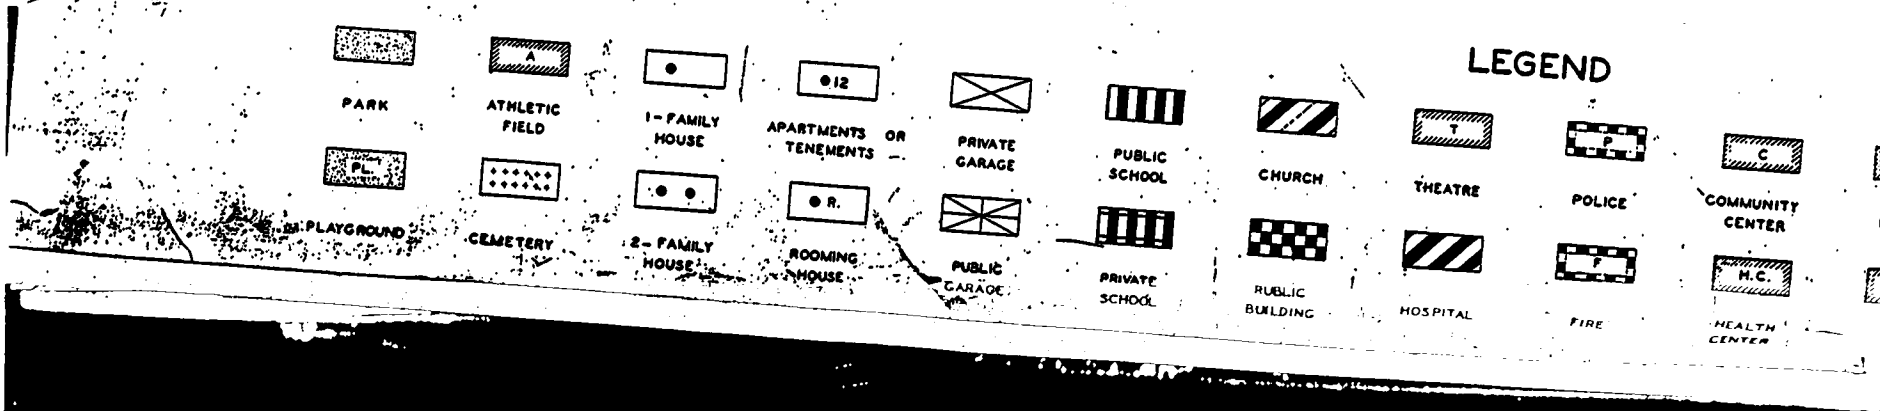 LEGEND
PARK
A
ATHLETIC
FIELD
1-FAMILY
HOUSE
12
APARTMENTS OR
TENEMENTS
PRIVATE
GARAGE
PUBLIC
SCHOOL
CHURCH
T
THEATRE
P
POLICE
C
COMMUNITY
CENTER
PL.
PLAYGROUND
CEMETERY
2-FAMILY
HOUSE
R.
ROOMING
HOUSE
PUBLIC
GARAGE
PRIVATE
SCHOOL
PUBLIC
BUILDING
HOSPITAL
F
FIRE
H.C.
HEALTH
CENTER